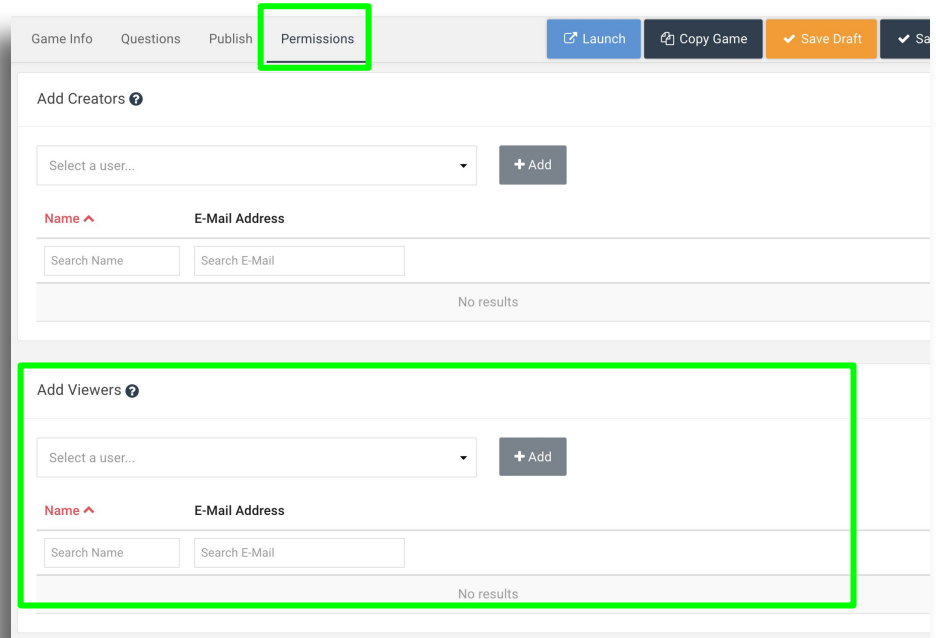 Game Info Questions Publish Permissions Launch Copy Game Save Draft
Add Creators
Select a user... Add
Name E-Mail Address
Search Name Search E-Mail
No results
Add Viewers
Select a user... Add
Name E-Mail Address
Search Name Search E-Mail
No results